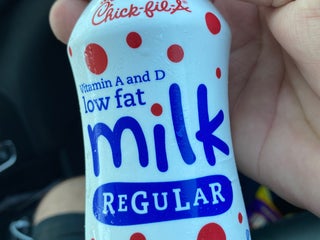 Chick-fil-A
Vitamin A and D
low fat
milk
REGULAR